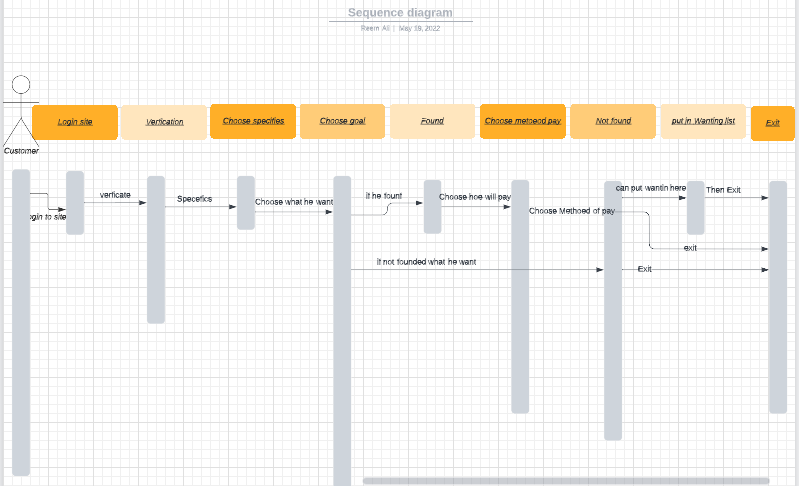 Sequence diagram
Reem Ali | May 19, 2022
Customer
Login site
Verfication
Choose specifies
Choose goal
Found
Choose metoeod pay
Not found
put in Wanting list
Exit
ogin to site
verficate
Specefics
Choose what he want
if he founf
Choose hoe will pay
can put wantin here
Then Exit
Choose Methoed of pay
exit
if not founded what he want
Exit